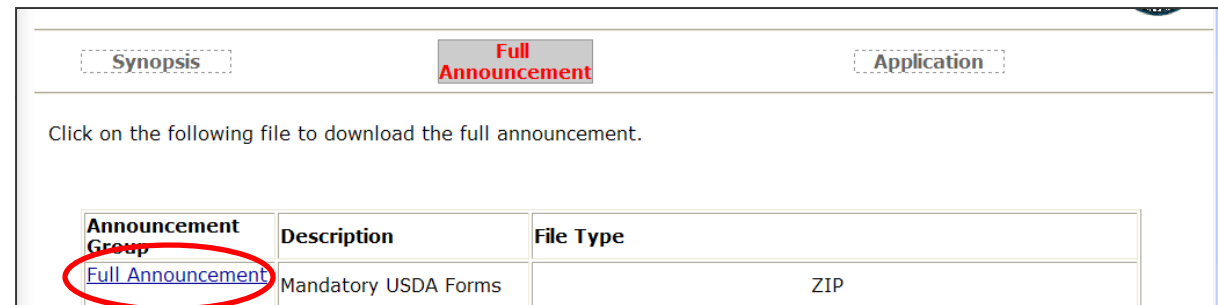 Synopsis Full Announcement Application
Click on the following file to download the full announcement.
Announcement Group Description File Type
Full Announcement Mandatory USDA Forms ZIP